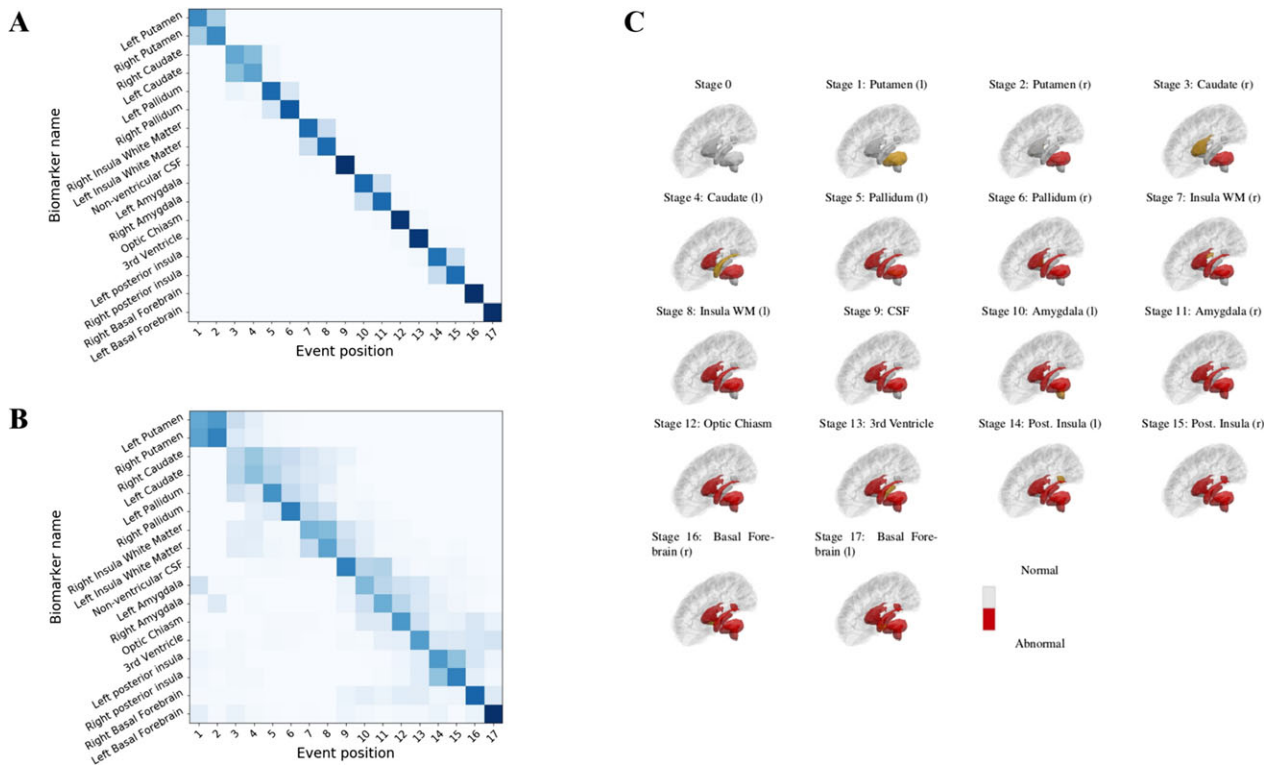 A
Biomarker name
Left Putamen
Right Putamen
Right Caudate
Left Caudate
Left Pallidum
Right Pallidum
Right Insula White Matter
Left Insula White Matter
Non-ventricular CSF
Left Amygdala
Right Amygdala
Optic Chiasm
3rd Ventricle
Left posterior insula
Right posterior insula
Right Basal Forebrain
Left Basal Forebrain
1 2 3 4 5 6 7 8 9 10 11 12 13 14 15 16 17
Event position
B
Biomarker name
Left Putamen
Right Putamen
Right Caudate
Left Caudate
Left Pallidum
Right Pallidum
Right Insula White Matter
Left Insula White Matter
Non-ventricular CSF
Left Amygdala
Right Amygdala
Optic Chiasm
3rd Ventricle
Left posterior insula
Right posterior insula
Right Basal Forebrain
Left Basal Forebrain
1 2 3 4 5 6 7 8 9 10 11 12 13 14 15 16 17
Event position
C
Stage 0
Stage 1: Putamen (l)
Stage 2: Putamen (r)
Stage 3: Caudate (r)
Stage 4: Caudate (l)
Stage 5: Pallidum (l)
Stage 6: Pallidum (r)
Stage 7: Insula WM (r)
Stage 8: Insula WM (l)
Stage 9: CSF
Stage 10: Amygdala (l)
Stage 11: Amygdala (r)
Stage 12: Optic Chiasm
Stage 13: 3rd Ventricle
Stage 14: Post. Insula (l)
Stage 15: Post. Insula (r)
Stage 16: Basal Fore-
brain (r)
Stage 17: Basal Fore-
brain (l)
Normal
Abnormal